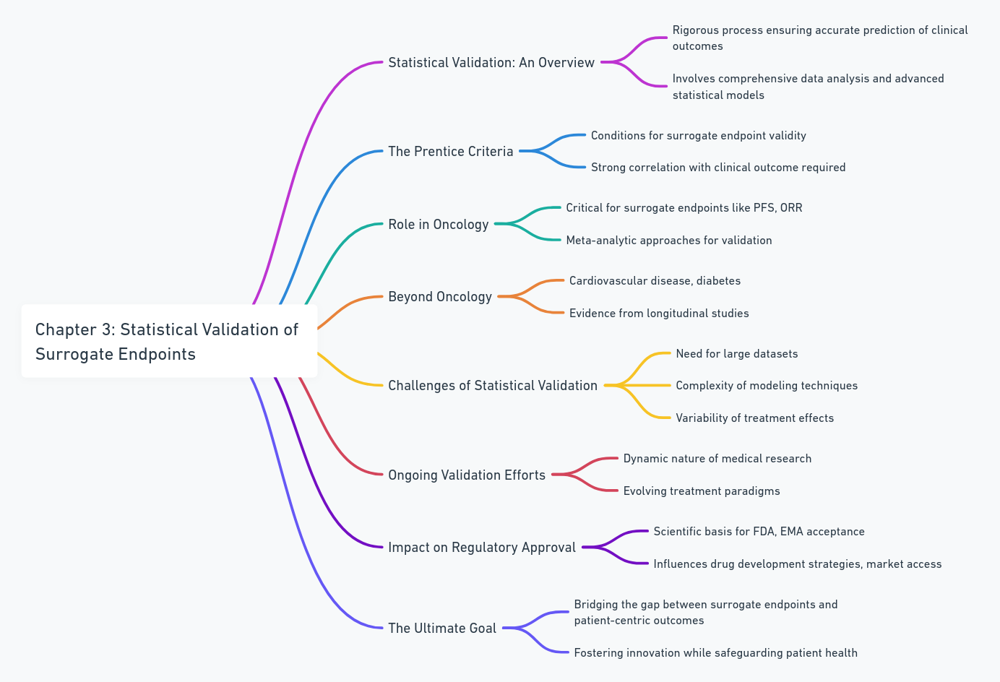 Chapter 3: Statistical Validation of
Surrogate Endpoints
Statistical Validation: An Overview
Rigorous process ensuring accurate prediction of clinical
outcomes
Involves comprehensive data analysis and advanced
statistical models
The Prentice Criteria
Conditions for surrogate endpoint validity
Strong correlation with clinical outcome required
Role in Oncology
Critical for surrogate endpoints like PFS, ORR
Meta-analytic approaches for validation
Beyond Oncology
Cardiovascular disease, diabetes
Evidence from longitudinal studies
Challenges of Statistical Validation
Need for large datasets
Complexity of modeling techniques
Variability of treatment effects
Ongoing Validation Efforts
Dynamic nature of medical research
Evolving treatment paradigms
Impact on Regulatory Approval
Scientific basis for FDA, EMA acceptance
Influences drug development strategies, market access
The Ultimate Goal
Bridging the gap between surrogate endpoints and
patient-centric outcomes
Fostering innovation while safeguarding patient health